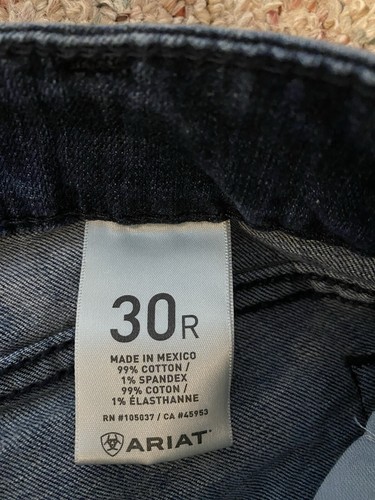 30R
MADE IN MEXICO
99% COTTON /
1% SPANDEX
99% COTON /
1% ÉLASTHANNE
RN #105037 / CA #45953
ARIAT